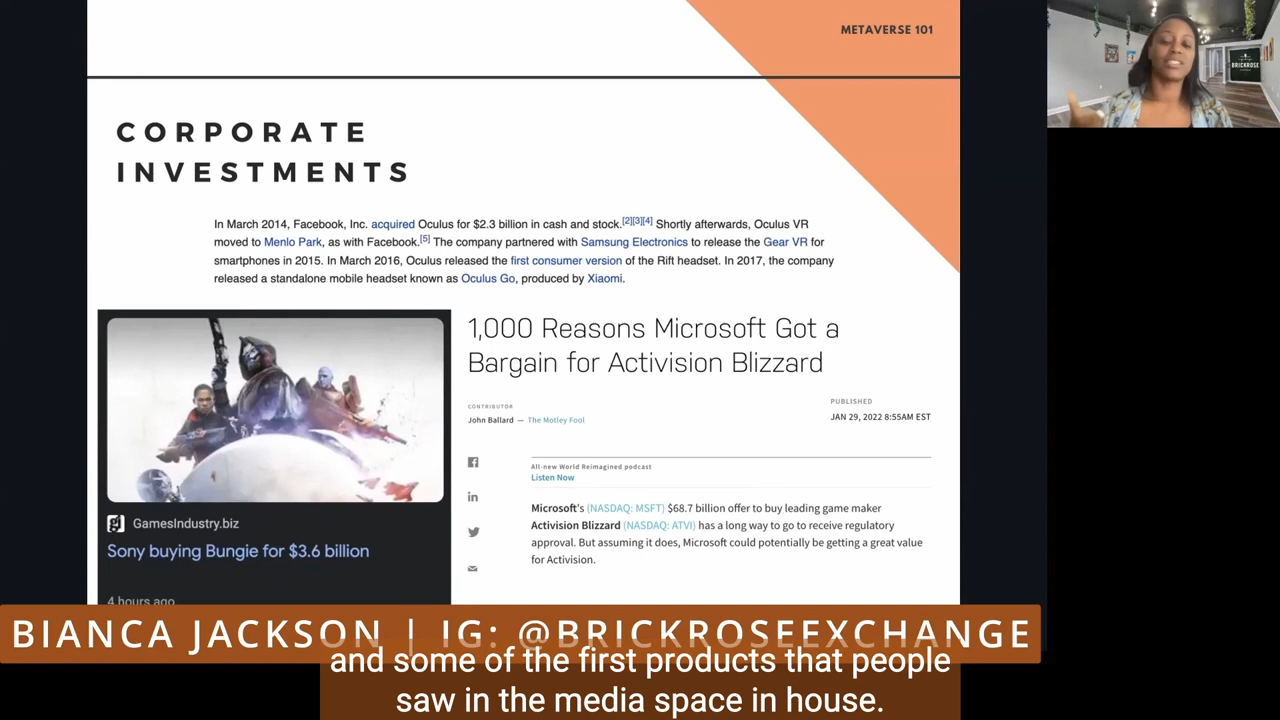 METAVERSE 101
BRICKROSE
CORPORATE
INVESTMENTS
In March 2014, Facebook, Inc. acquired Oculus for $2.3 billion in cash and stock.[2][3][4] Shortly afterwards, Oculus VR
moved to Menlo Park, as with Facebook.[5] The company partnered with Samsung Electronics to release the Gear VR for
smartphones in 2015. In March 2016, Oculus released the first consumer version of the Rift headset. In 2017, the company
released a standalone mobile headset known as Oculus Go, produced by Xiaomi.
GamesIndustry.biz
Sony buying Bungie for $3.6 billion
4 hours ago
1,000 Reasons Microsoft Got a
Bargain for Activision Blizzard
CONTRIBUTOR
John Ballard — The Motley Fool
PUBLISHED
JAN 29, 2022 8:55AM EST
All-new World Reimagined podcast
Listen Now
Microsoft's (NASDAQ: MSFT) $68.7 billion offer to buy leading game maker
Activision Blizzard (NASDAQ: ATVI) has a long way to go to receive regulatory
approval. But assuming it does, Microsoft could potentially be getting a great value
for Activision.
BIANCA JACKSON | IG: @BRICKROSEEXCHANGE
and some of the first products that people
saw in the media space in house.